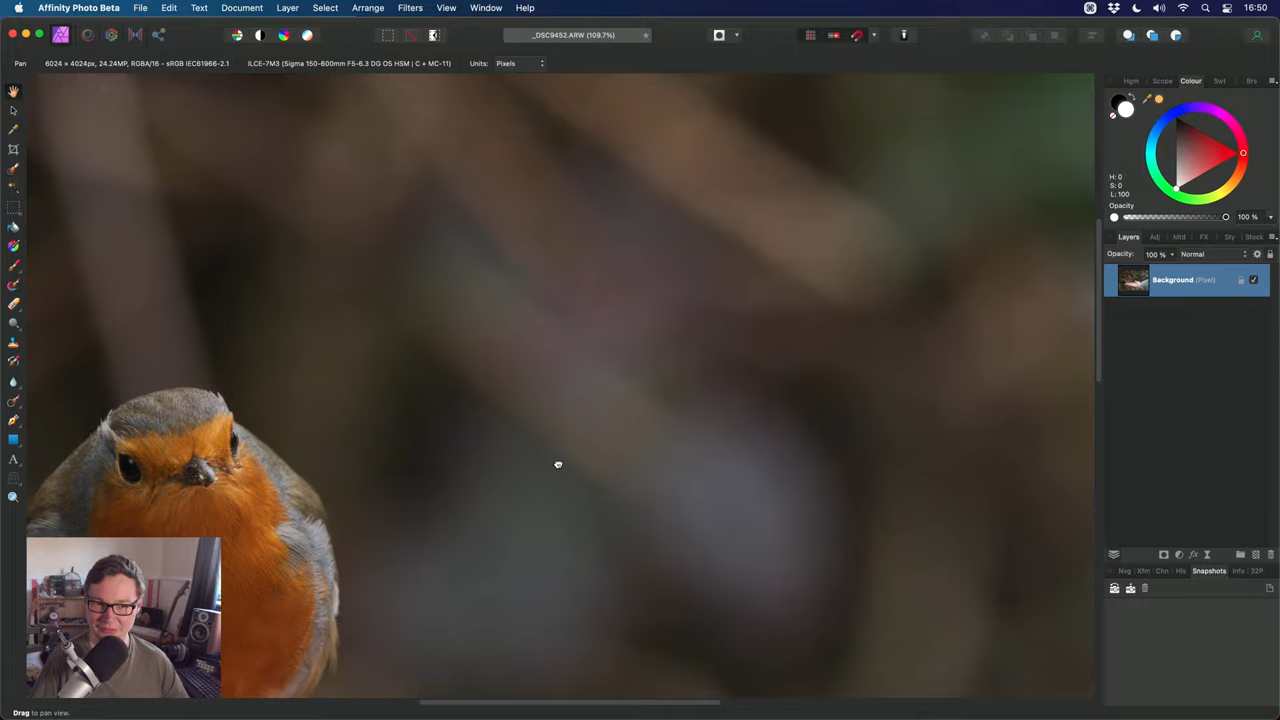 Affinity Photo Beta File Edit Text Document Layer Select Arrange Filters View Window Help 16:50
_DSC9452.ARW (109.7%)
Pan 6024 × 4024px, 24.24MP, RGBA/16 - sRGB IEC61966-2.1 ILCE-7M3 (Sigma 150-600mm F5-6.3 DG OS HSM | C + MC-11) Units: Pixels
Hgm Scope Colour Swt Brs
H: 0
S: 0
L: 100
Opacity
100 %
Layers Adj Mtd FX Sty Stock
Opacity: 100 % Normal
Background (Pixel)
Nvg Xfm Chn His Snapshots Info 32P
Drag to pan view.